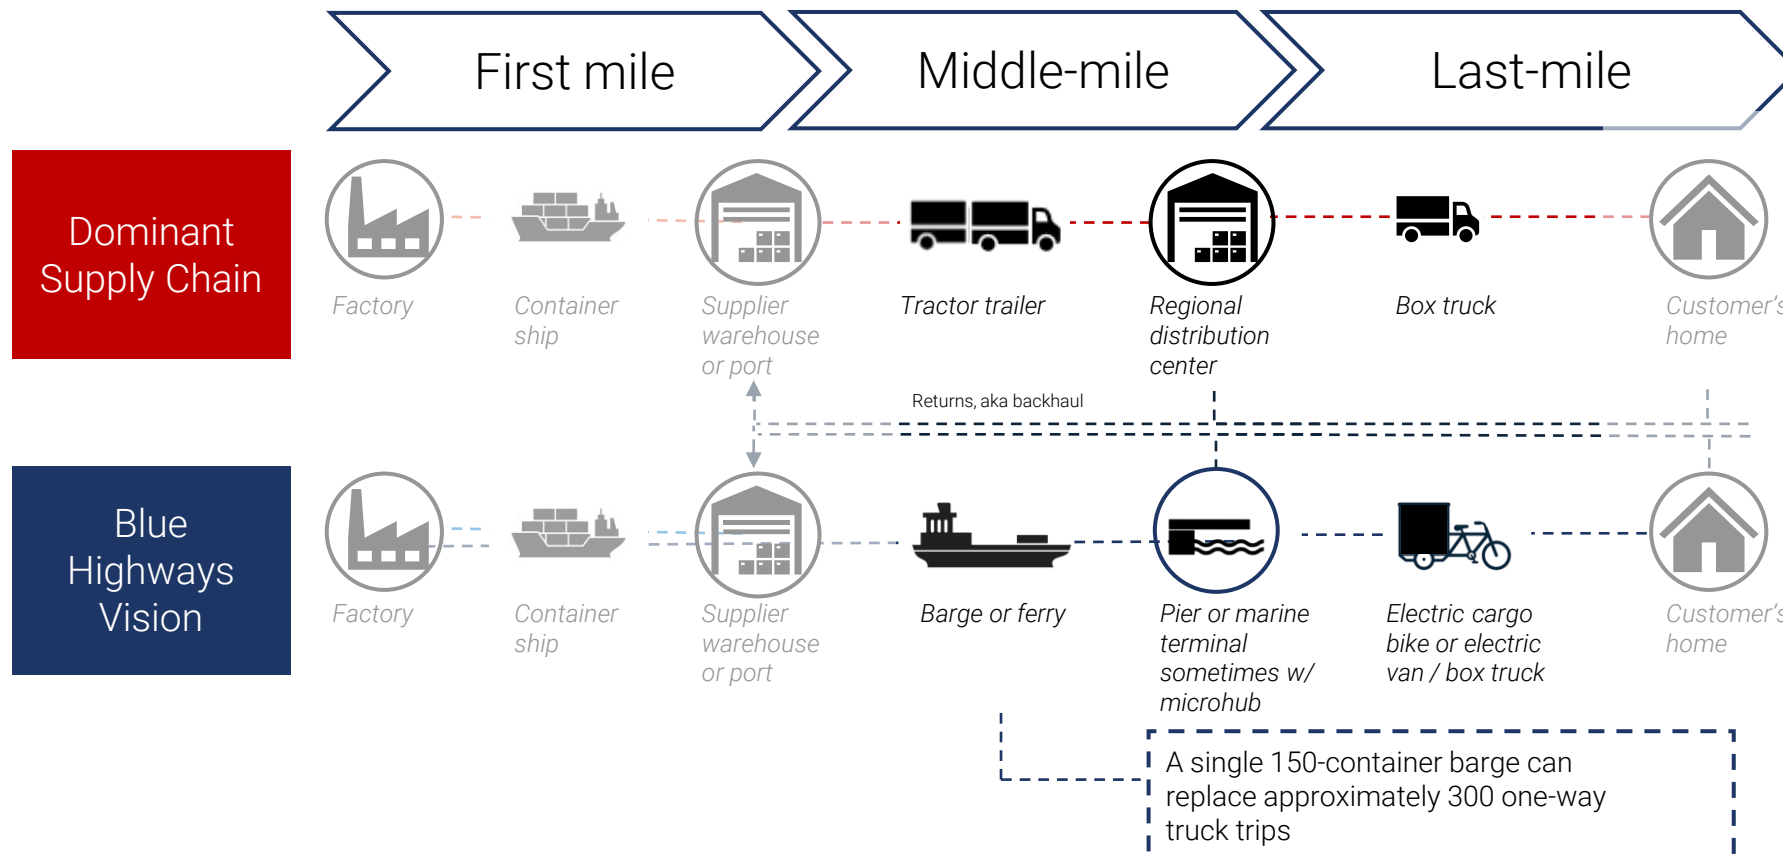 First mile
Middle-mile
Last-mile
Dominant
Supply Chain
Factory
Container
ship
Supplier
warehouse
or port
Tractor trailer
Regional
distribution
center
Box truck
Customer's
home
Returns, aka backhaul
Blue
Highways
Vision
Factory
Container
ship
Supplier
warehouse
or port
Barge or ferry
Pier or marine
terminal
sometimes w/
microhub
Electric cargo
bike or electric
van / box truck
Customer's
home
A single 150-container barge can
replace approximately 300 one-way
truck trips